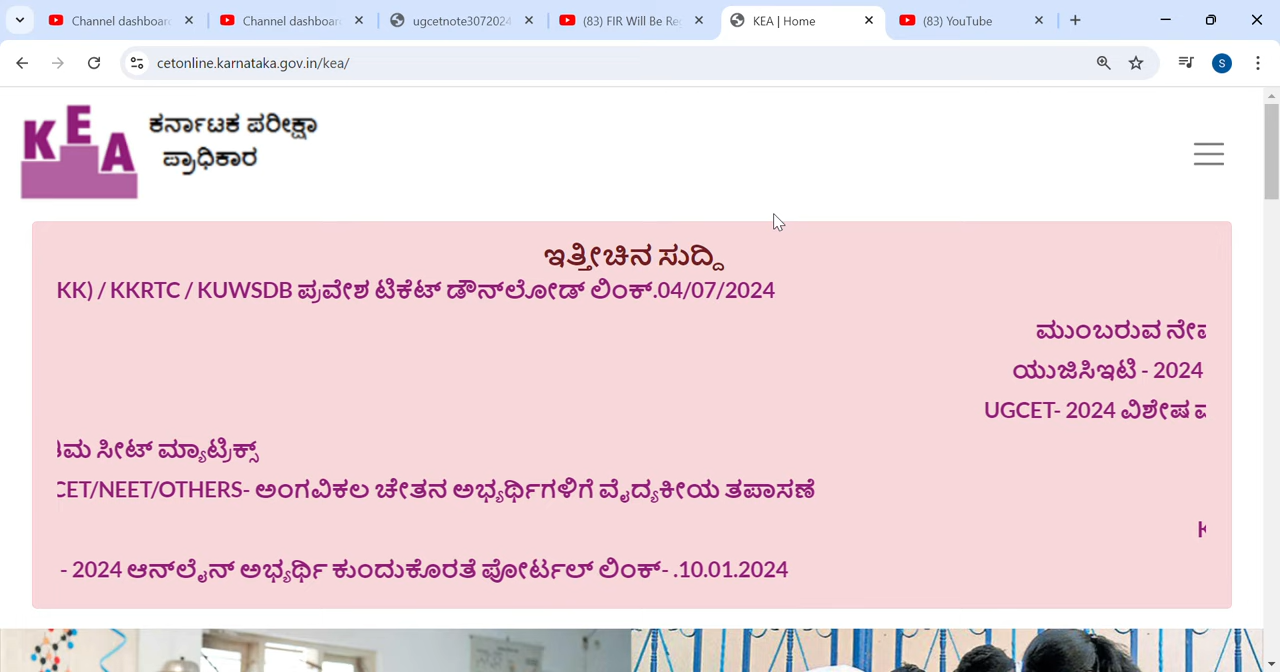 Channel dashboar
Channel dashboar
ugcetnote3072024
(83) FIR Will Be Re
KEA | Home
(83) YouTube
cetonline.karnataka.gov.in/kea/
S
KEA
ಕರ್ನಾಟಕ ಪರೀಕ್ಷಾ
ಪ್ರಾಧಿಕಾರ
ಇತ್ತೀಚಿನ ಸುದ್ದಿ
KK) / KKRTC / KUWSDB ಪ್ರವೇಶ ಟಿಕೆಟ್ ಡೌನ್‌ಲೋಡ್ ಲಿಂಕ್.04/07/2024
ಮುಂಬರುವ
ಯುಜಿಸಿಇಟಿ - 2024
UGCET- 2024 ವಿಶೇಷ
ಸೀಟ್ ಮ್ಯಾಟ್ರಿಕ್ಸ್
CET/NEET/OTHERS- ಅಂಗವಿಕಲ ಚೇತನ ಅಭ್ಯರ್ಥಿಗಳಿಗೆ ವೈದ್ಯಕೀಯ ತಪಾಸಣೆ
- 2024 ಆನ್‌ಲೈನ್ ಅಭ್ಯರ್ಥಿ ಕುಂದುಕೊರತೆ ಪೋರ್ಟಲ್ ಲಿಂಕ್- .10.01.2024